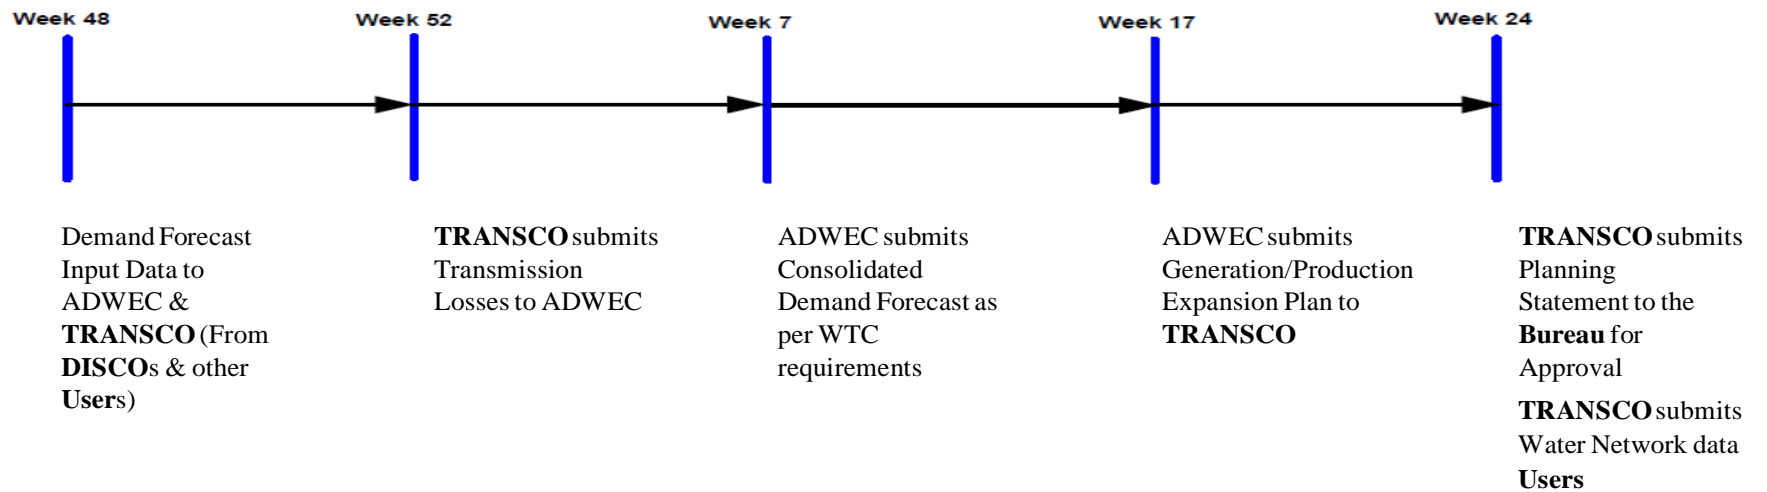 Week 48
Week 52
Week 7
Week 17
Week 24
Demand Forecast
Input Data to
ADWEC &
TRANSCO (From
DISCOs & other
Users)
TRANSCO submits
Transmission
Losses to ADWEC
ADWEC submits
Consolidated
Demand Forecast as
per WTC
requirements
ADWEC submits
Generation/Production
Expansion Plan to
TRANSCO
TRANSCO submits
Planning
Statement to the
Bureau for
Approval
TRANSCO submits
Water Network data
Users